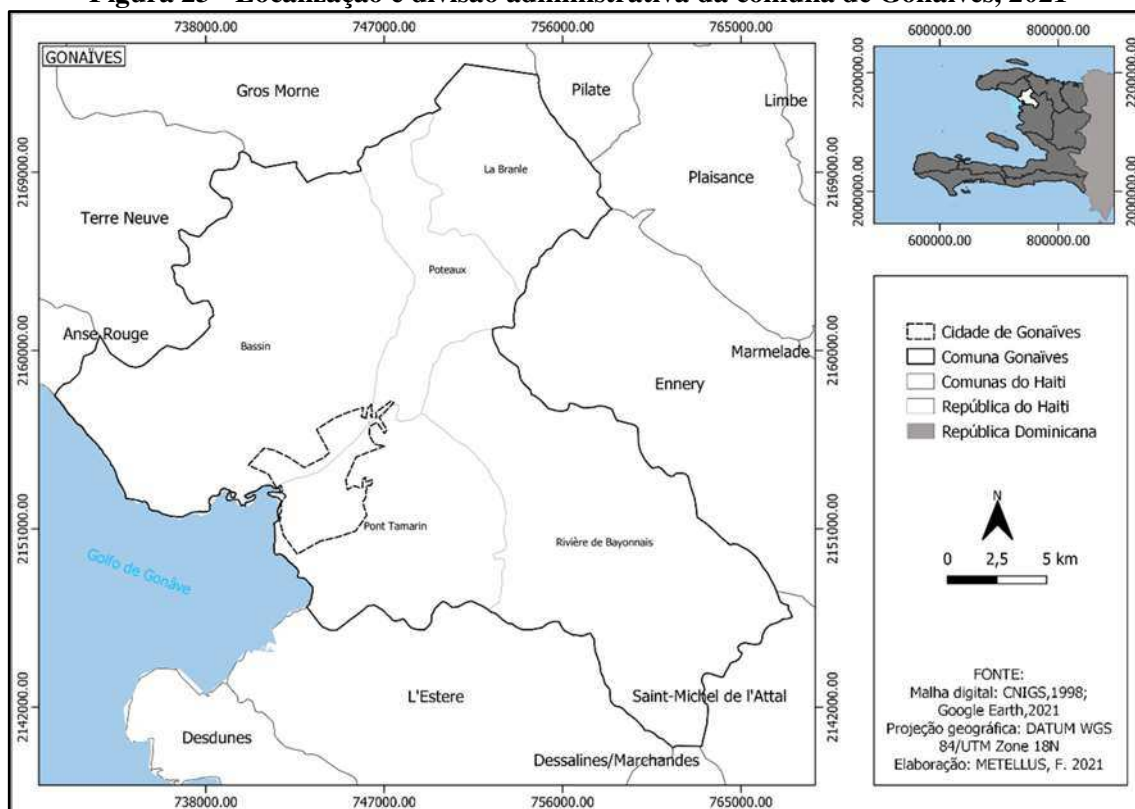 Figura 23 - Localização e divisão administrativa da comuna de Gonaïves, 2021
738000.00 747000.00 756000.00 765000.00
GONAÏVES
Gros Morne
Pilate
Limbe
La Branle
Plaisance
Terre Neuve
Poteaux
Anse Rouge
Bassin
Marmelade
Ennery
Pont Tamarin
Rivière de Bayonnais
Golfo de Gonâve
L'Estere
Saint-Michel de l'Attal
Desdunes
Dessalines/Marchandes
2169000.00
2160000.00
2151000.00
2142000.00
2169000.00
2160000.00
2151000.00
2142000.00
738000.00 747000.00 756000.00 765000.00
600000.00 800000.00
2200000.00
2000000.00
2200000.00
2000000.00
600000.00 800000.00
Cidade de Gonaïves
Comuna Gonaïves
Comunas do Haiti
República do Haiti
República Dominicana
N
0 2,5 5 km
FONTE:
Malha digital: CNIGS,1998;
Google Earth,2021
Projeção geográfica: DATUM WGS
84/UTM Zone 18N
Elaboração: METELLUS, F. 2021